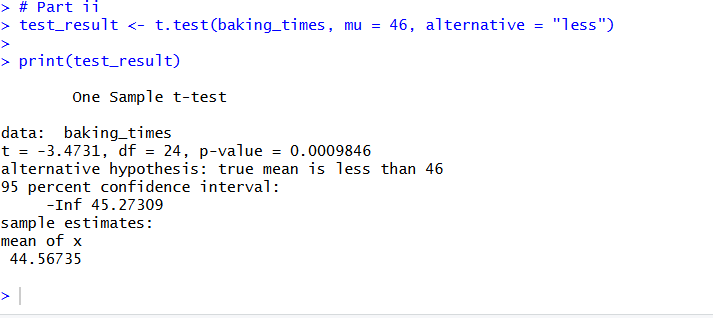 > # Part ii
> test_result <- t.test(baking_times, mu = 46, alternative = "less")
>
> print(test_result)
One Sample t-test
data:  baking_times
t = -3.4731, df = 24, p-value = 0.0009846
alternative hypothesis: true mean is less than 46
95 percent confidence interval:
-Inf 45.27309
sample estimates:
mean of x
44.56735
>